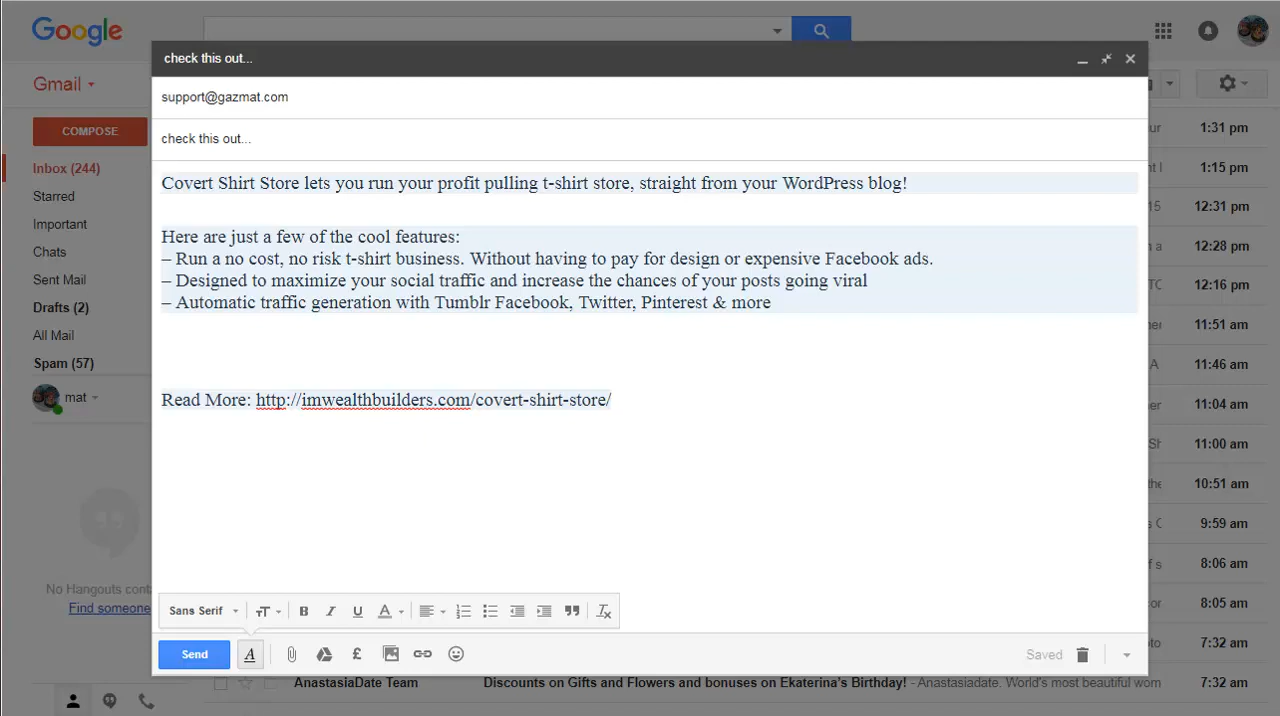 Google
check this out...
Gmail
support@gazmat.com
COMPOSE
check this out...
Inbox (244)
Starred
Important
Chats
Sent Mail
Drafts (2)
All Mail
Spam (57)
mat
Covert Shirt Store lets you run your profit pulling t-shirt store, straight from your WordPress blog!
Here are just a few of the cool features:
– Run a no cost, no risk t-shirt business. Without having to pay for design or expensive Facebook ads.
– Designed to maximize your social traffic and increase the chances of your posts going viral
– Automatic traffic generation with Tumblr Facebook, Twitter, Pinterest & more
Read More: http://imwealthbuilders.com/covert-shirt-store/
1:31 pm
1:15 pm
12:31 pm
12:28 pm
12:16 pm
11:51 am
11:46 am
11:04 am
11:00 am
10:51 am
9:59 am
8:06 am
8:05 am
7:32 am
No Hangouts
Find someone
Sans Serif
B I U A
Send A £
Saved
AnastasiaDate Team Discounts on Gifts and Flowers and bonuses on Ekaterina's Birthday! - Anastasiadate. World's most beautiful wom 7:32 am